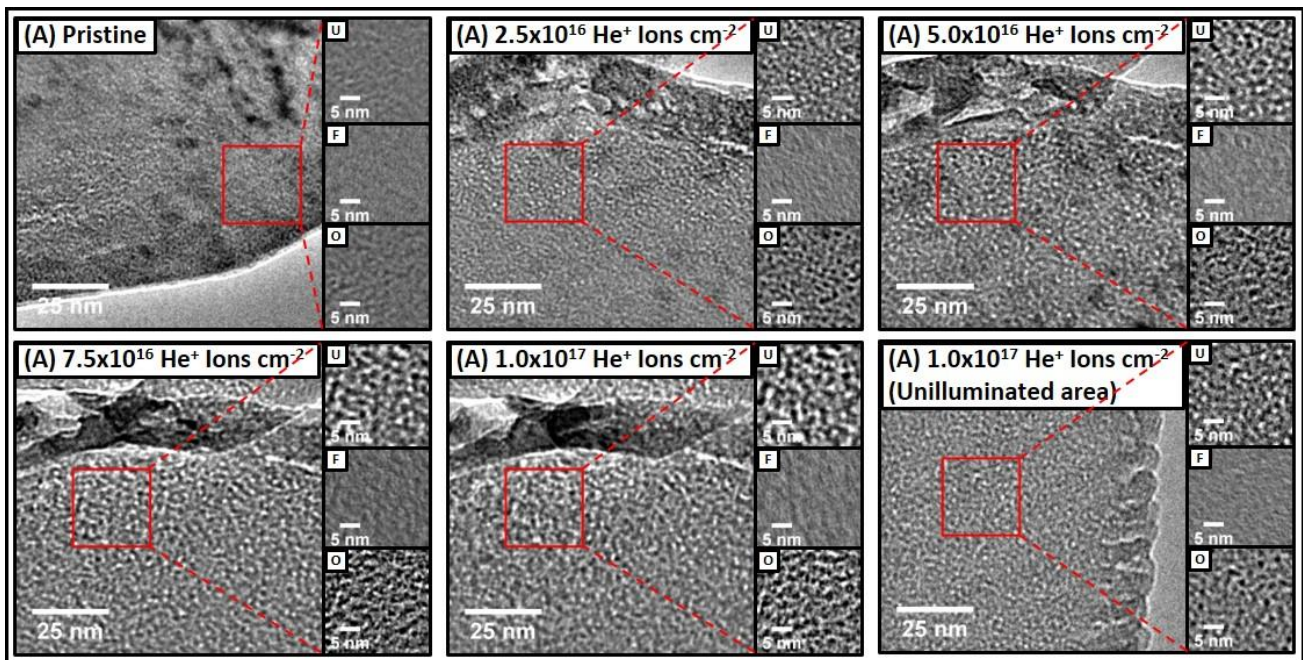 (A) Pristine
U
5 nm
F
5 nm
O
5 nm
25 nm
(A) 2.5x10¹⁶ He⁺ Ions cm⁻²
U
5 nm
F
5 nm
O
5 nm
25 nm
(A) 5.0x10¹⁶ He⁺ Ions cm⁻²
U
5 nm
F
5 nm
O
5 nm
25 nm
(A) 7.5x10¹⁶ He⁺ Ions cm⁻²
U
5 nm
F
5 nm
O
5 nm
25 nm
(A) 1.0x10¹⁷ He⁺ Ions cm⁻²
U
5 nm
F
5 nm
O
5 nm
25 nm
(A) 1.0x10¹⁷ He⁺ Ions cm⁻²
(Unilluminated area)
U
5 nm
F
5 nm
O
5 nm
25 nm